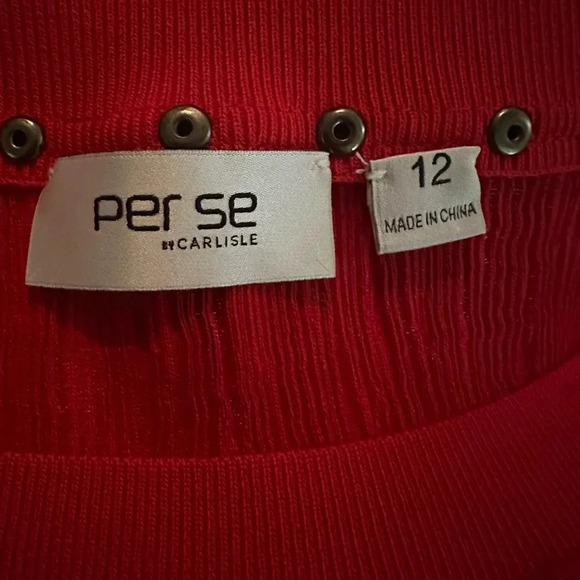 per se
BY CARLISLE
12
MADE IN CHINA